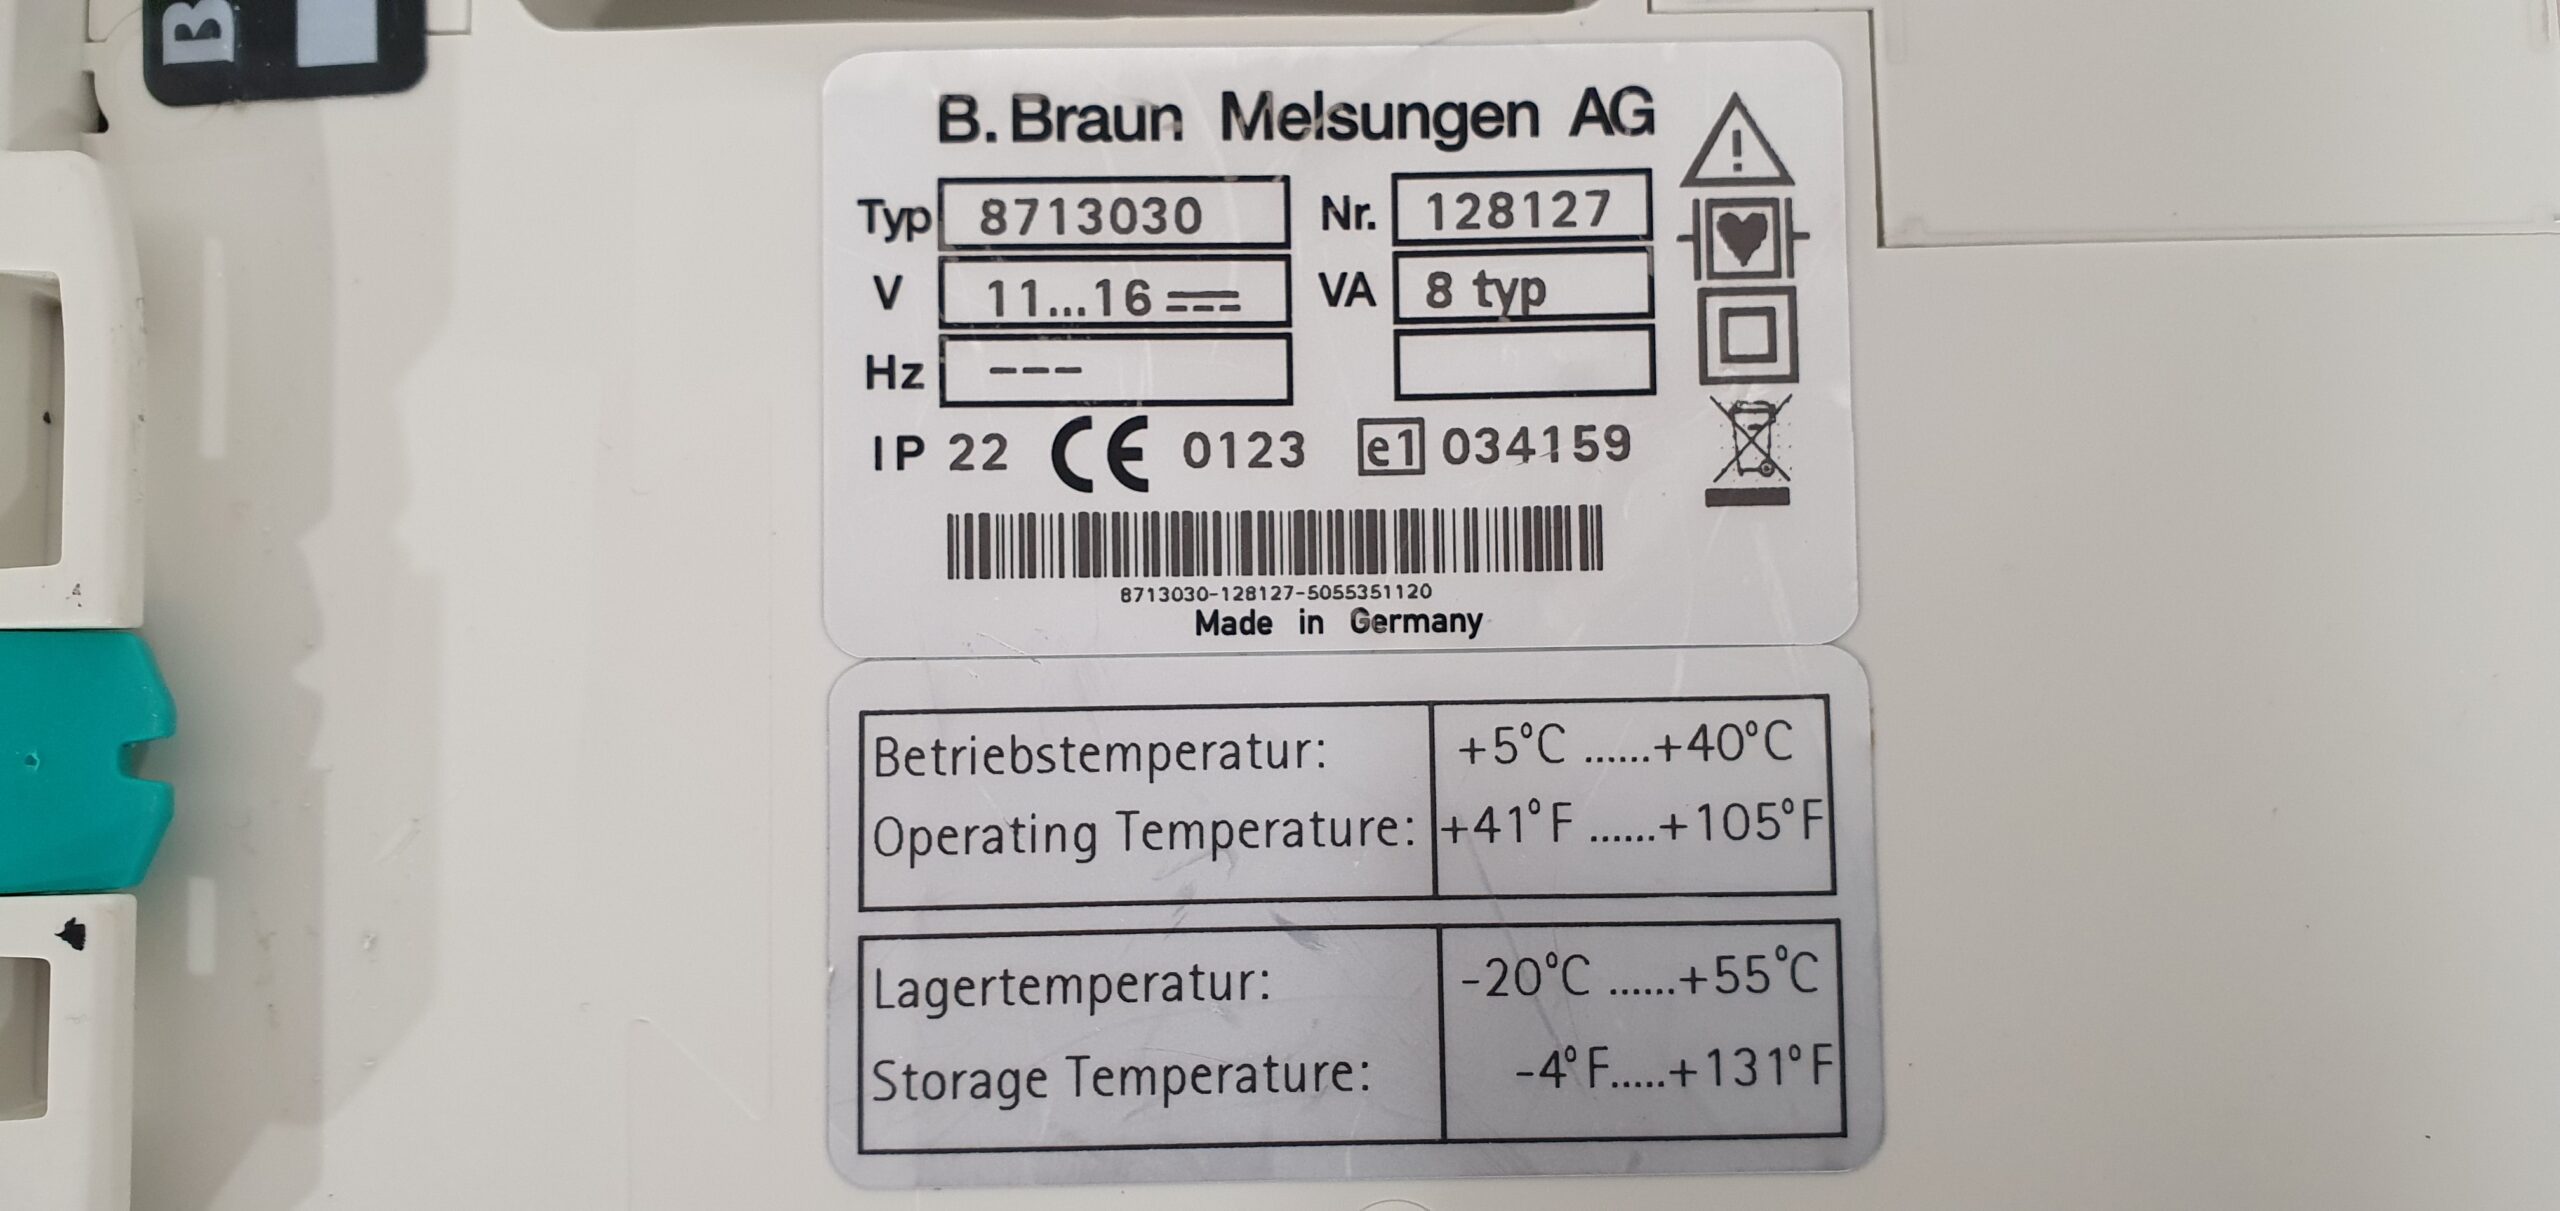 B
B. Braun Melsungen AG
Typ 8713030 Nr. 128127
V 11...16 VA 8 typ
Hz ---
IP 22 CE 0123 e1 034159
8713030-128127-5055351120
Made in Germany
Betriebstemperatur: +5°C ......+40°C
Operating Temperature: +41°F ......+105°F
Lagertemperatur: -20°C ......+55°C
Storage Temperature: -4°F.....+131°F